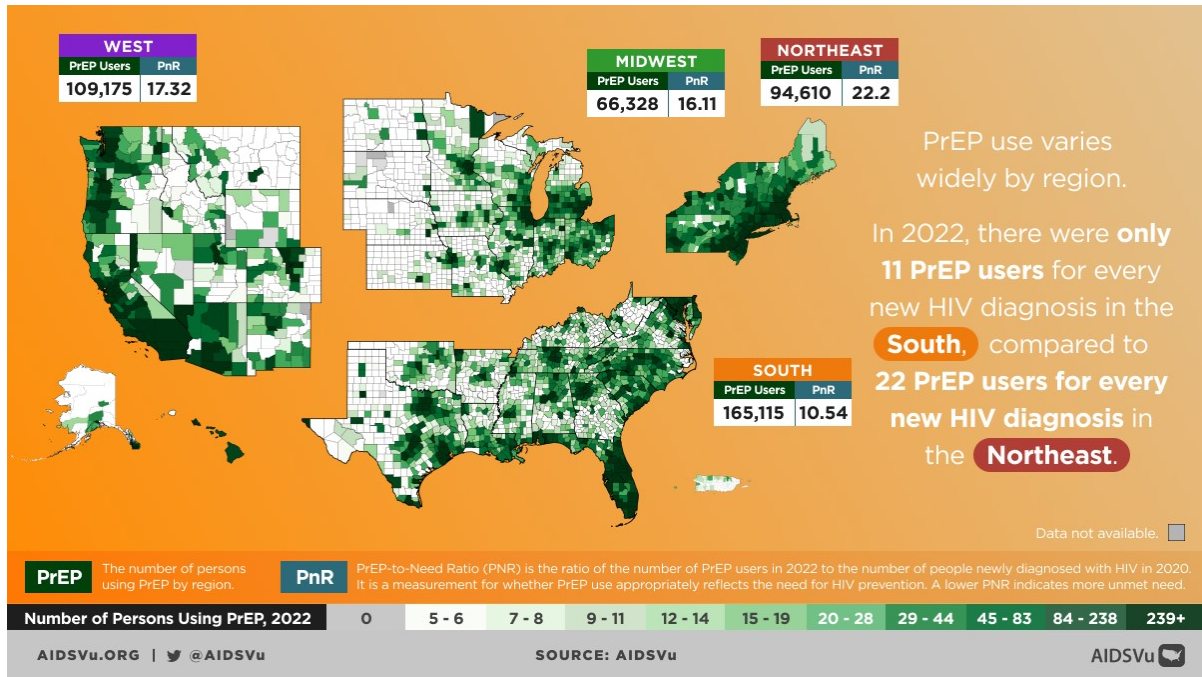 WEST
PrEP Users PnR
109,175 17.32
MIDWEST
PrEP Users PnR
66,328 16.11
NORTHEAST
PrEP Users PnR
94,610 22.2
PrEP use varies
widely by region.
In 2022, there were only
11 PrEP users for every
new HIV diagnosis in the
South, compared to
22 PrEP users for every
new HIV diagnosis in
the Northeast.
SOUTH
PrEP Users PnR
165,115 10.54
Data not available.
PrEP
The number of persons
using PrEP by region.
PnR
PrEP-to-Need Ratio (PNR) is the ratio of the number of PrEP users in 2022 to the number of people newly diagnosed with HIV in 2020.
It is a measurement for whether PrEP use appropriately reflects the need for HIV prevention. A lower PNR indicates more unmet need.
Number of Persons Using PrEP, 2022 0 5 - 6 7 - 8 9 - 11 12 - 14 15 - 19 20 - 28 29 - 44 45 - 83 84 - 238 239+
AIDSVu.ORG | @AIDSVu SOURCE: AIDSVu AIDSVu